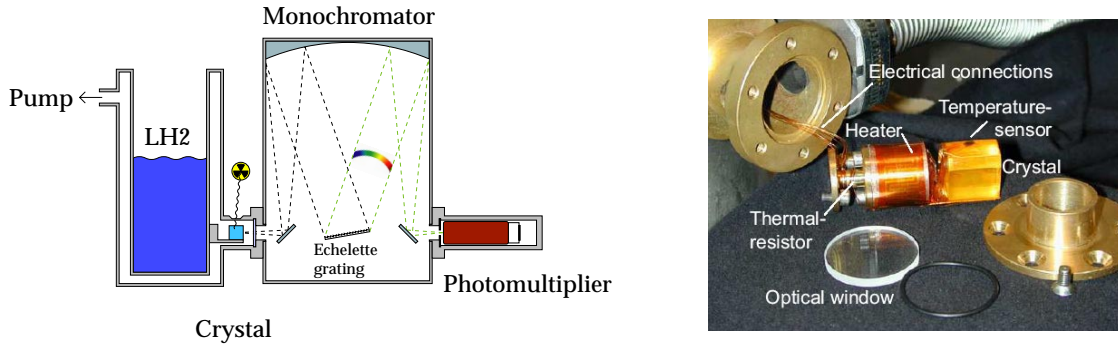 Monochromator
Pump
LH2
Echelette
grating
Photomultiplier
Crystal
Electrical connections
Temperature-
sensor
Heater
Crystal
Thermal-
resistor
Optical window